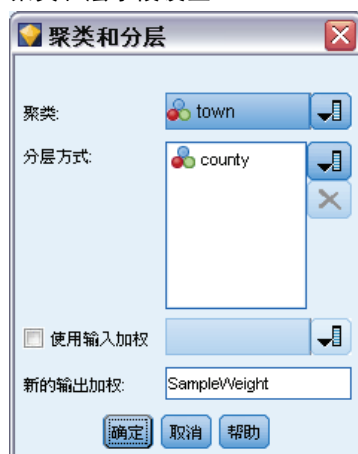 聚类和分层
聚类: town
分层方式: county
使用输入加权
新的输出加权: SampleWeight
确定 取消 帮助